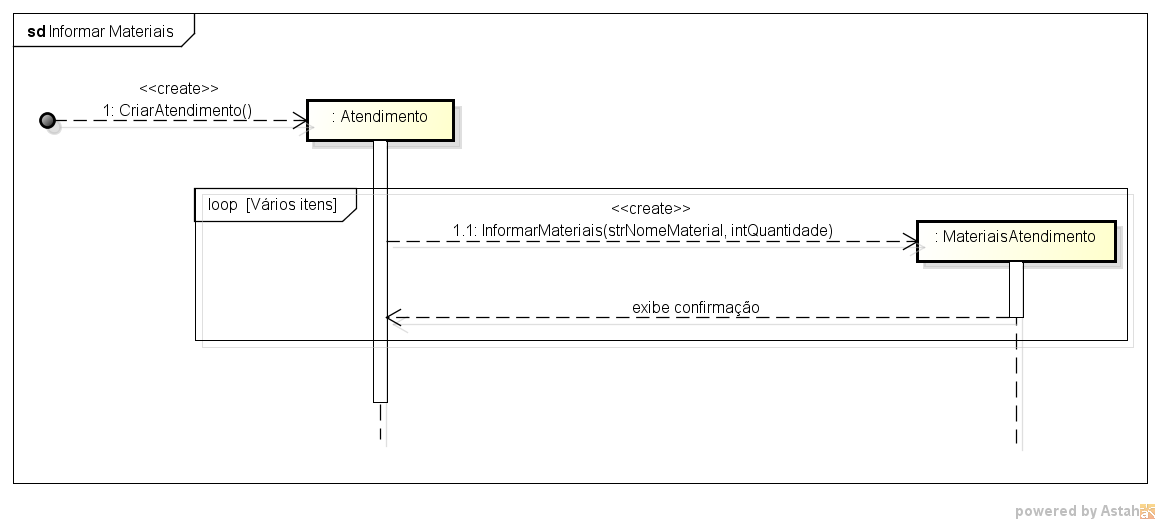 sd Informar Materiais
<<create>>
1: CriarAtendimento()
: Atendimento
loop [Vários itens]
<<create>>
1.1: InformarMateriais(strNomeMaterial, intQuantidade)
: MateriaisAtendimento
exibe confirmação
powered by Astah